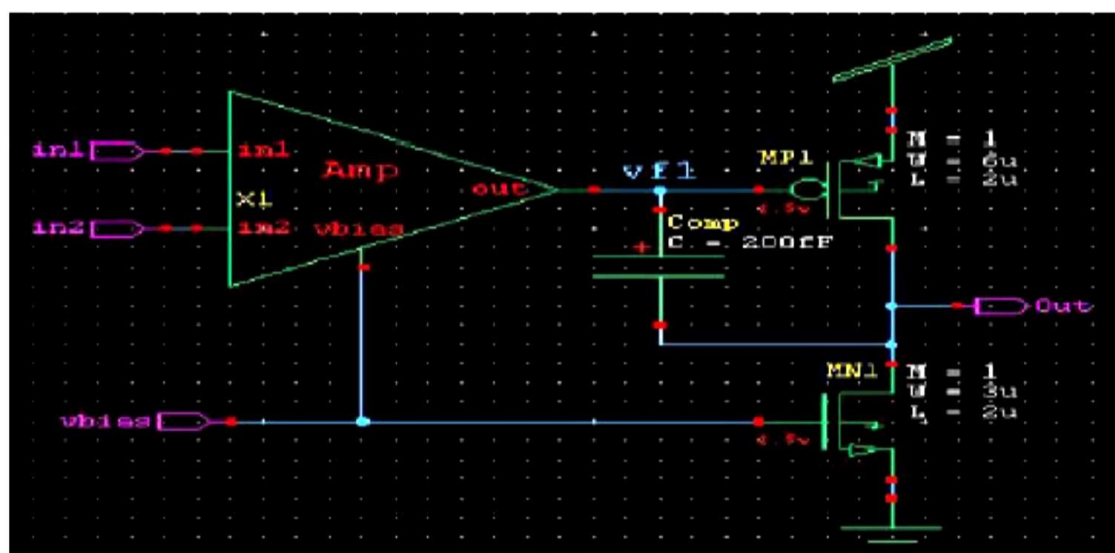 in1
in1
Amp
X1
out
in2
in2
vbias
vf1
MP1
M = 1
W = 6u
L = 2u
Comp
C = 200fF
+
Out
MN1
M = 1
W = 3u
L = 2u
vbias